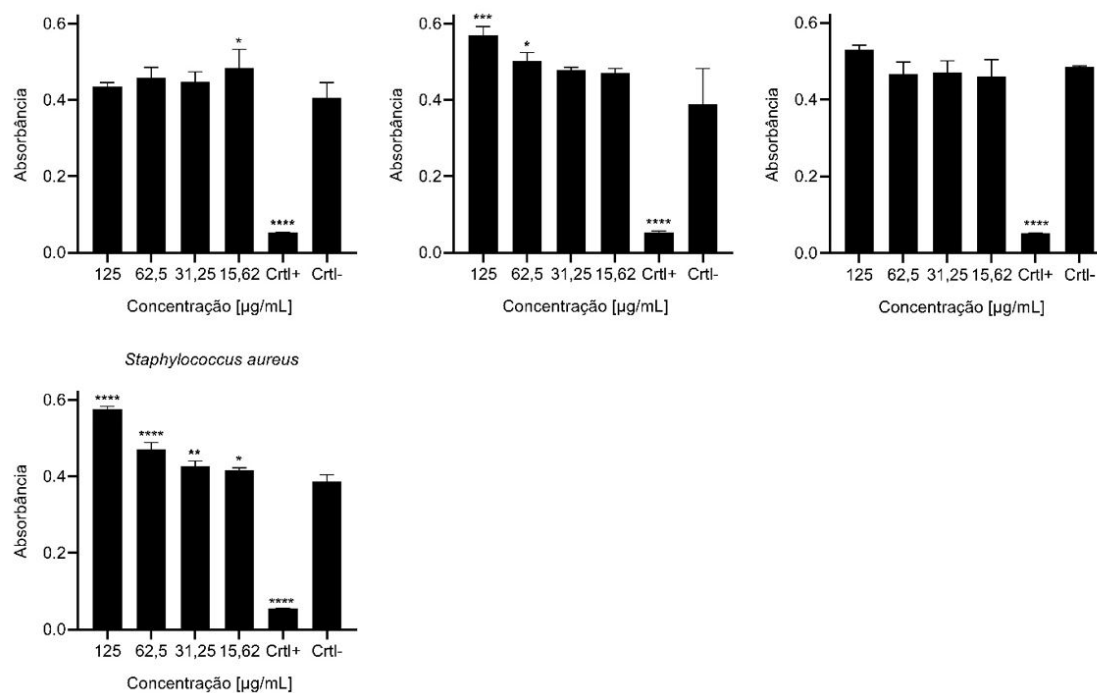 0.6
0.4
0.2
0.0
Absorbância
*
****
125 62,5 31,25 15,62 Crtl+ Crtl-
Concentração [µg/mL]
0.6
0.4
0.2
0.0
Absorbância
***
*
****
125 62,5 31,25 15,62 Crtl+ Crtl-
Concentração [µg/mL]
0.6
0.4
0.2
0.0
Absorbância
****
125 62,5 31,25 15,62 Crtl+ Crtl-
Concentração [µg/mL]
Staphylococcus aureus
0.6
0.4
0.2
0.0
Absorbância
****
****
**
*
****
125 62,5 31,25 15,62 Crtl+ Crtl-
Concentração [µg/mL]